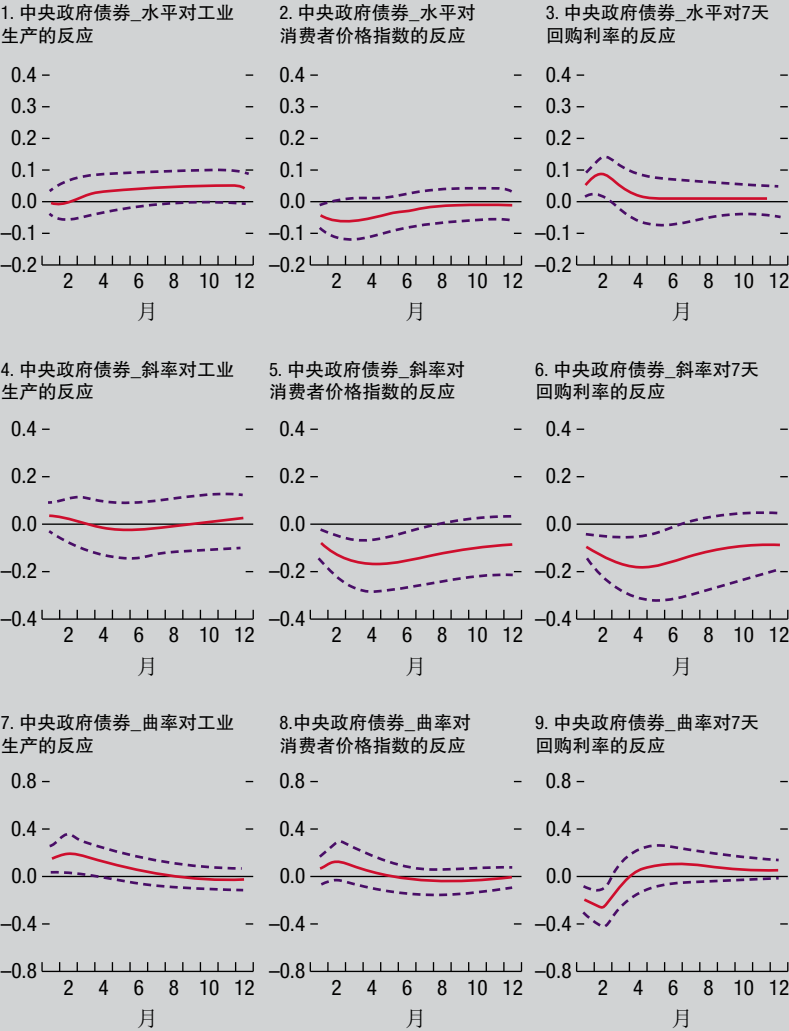 1. 中央政府债券_水平对工业
生产的反应
0.4
0.3
0.2
0.1
0.0
–0.1
–0.2
2 4 6 8 10 12
月
2. 中央政府债券_水平对
消费者价格指数的反应
0.4
0.3
0.2
0.1
0.0
–0.1
–0.2
2 4 6 8 10 12
月
3. 中央政府债券_水平对7天
回购利率的反应
0.4
0.3
0.2
0.1
0.0
–0.1
–0.2
2 4 6 8 10 12
月
4. 中央政府债券_斜率对工业
生产的反应
0.4
0.2
0.0
–0.2
–0.4
2 4 6 8 10 12
月
5. 中央政府债券_斜率对
消费者价格指数的反应
0.4
0.2
0.0
–0.2
–0.4
2 4 6 8 10 12
月
6. 中央政府债券_斜率对7天
回购利率的反应
0.4
0.2
0.0
–0.2
–0.4
2 4 6 8 10 12
月
7. 中央政府债券_曲率对工业
生产的反应
0.8
0.4
0.0
–0.4
–0.8
2 4 6 8 10 12
月
8.中央政府债券_曲率对
消费者价格指数的反应
0.8
0.4
0.0
–0.4
–0.8
2 4 6 8 10 12
月
9. 中央政府债券_曲率对7天
回购利率的反应
0.8
0.4
0.0
–0.4
–0.8
2 4 6 8 10 12
月